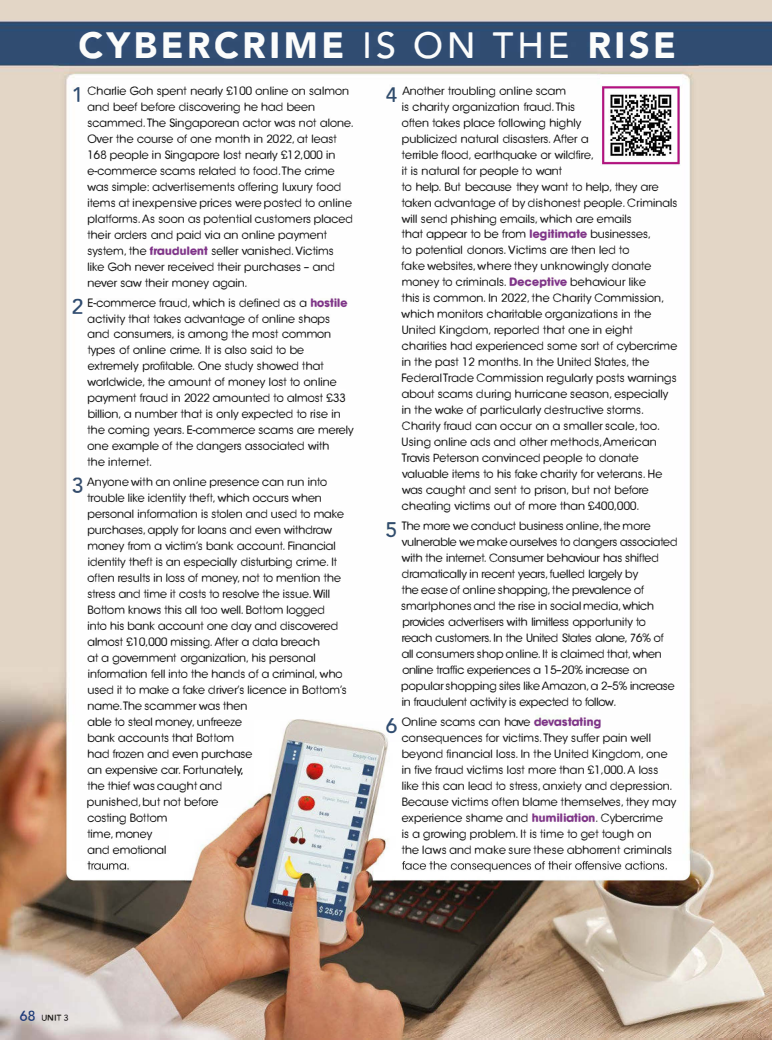 CYBERCRIME IS ON THE RISE
1 Charlie Goh spent nearly £100 online on salmon
and beef before discovering he had been
scammed. The Singaporean actor was not alone.
Over the course of one month in 2022, at least
168 people in Singapore lost nearly £12,000 in
e-commerce scams related to food. The crime
was simple: advertisements offering luxury food
items at inexpensive prices were posted to online
platforms. As soon as potential customers placed
their orders and paid via an online payment
system, the fraudulent seller vanished. Victims
like Goh never received their purchases – and
never saw their money again.
2 E-commerce fraud, which is defined as a hostile
activity that takes advantage of online shops
and consumers, is among the most common
types of online crime. It is also said to be
extremely profitable. One study showed that
worldwide, the amount of money lost to online
payment fraud in 2022 amounted to almost £33
billion, a number that is only expected to rise in
the coming years. E-commerce scams are merely
one example of the dangers associated with
the internet.
3 Anyone with an online presence can run into
trouble like identity theft, which occurs when
personal information is stolen and used to make
purchases, apply for loans and even withdraw
money from a victim's bank account. Financial
identity theft is an especially disturbing crime. It
often results in loss of money, not to mention the
stress and time it costs to resolve the issue. Will
Bottom knows this all too well. Bottom logged
into his bank account one day and discovered
almost £10,000 missing. After a data breach
at a government organization, his personal
information fell into the hands of a criminal, who
used it to make a fake driver's licence in Bottom's
name. The scammer was then
able to steal money, unfreeze
bank accounts that Bottom
had frozen and even purchase
an expensive car. Fortunately,
the thief was caught and
punished, but not before
costing Bottom
time, money
and emotional
trauma.
4 Another troubling online scam
is charity organization fraud. This
often takes place following highly
publicized natural disasters. After a
terrible flood, earthquake or wildfire,
it is natural for people to want
to help. But because they want to help, they are
taken advantage of by dishonest people. Criminals
will send phishing emails, which are emails
that appear to be from legitimate businesses,
to potential donors. Victims are then led to
fake websites, where they unknowingly donate
money to criminals. Deceptive behaviour like
this is common. In 2022, the Charity Commission,
which monitors charitable organizations in the
United Kingdom, reported that one in eight
charities had experienced some sort of cybercrime
in the past 12 months. In the United States, the
Federal Trade Commission regularly posts warnings
about scams during hurricane season, especially
in the wake of particularly destructive storms.
Charity fraud can occur on a smaller scale, too.
Using online ads and other methods, American
Travis Peterson convinced people to donate
valuable items to his fake charity for veterans. He
was caught and sent to prison, but not before
cheating victims out of more than £400,000.
5 The more we conduct business online, the more
vulnerable we make ourselves to dangers associated
with the internet. Consumer behaviour has shifted
dramatically in recent years, fuelled largely by
the ease of online shopping, the prevalence of
smartphones and the rise in social media, which
provides advertisers with limitless opportunity to
reach customers. In the United States alone, 76% of
all consumers shop online. It is claimed that, when
online traffic experiences a 15–20% increase on
popular shopping sites like Amazon, a 2–5% increase
in fraudulent activity is expected to follow.
6 Online scams can have devastating
consequences for victims. They suffer pain well
beyond financial loss. In the United Kingdom, one
in five fraud victims lost more than £1,000. A loss
like this can lead to stress, anxiety and depression.
Because victims often blame themselves, they may
experience shame and humiliation. Cybercrime
is a growing problem. It is time to get tough on
the laws and make sure these abhorrent criminals
face the consequences of their offensive actions.
My Cart
Check
$ 25,67
68 UNIT 3